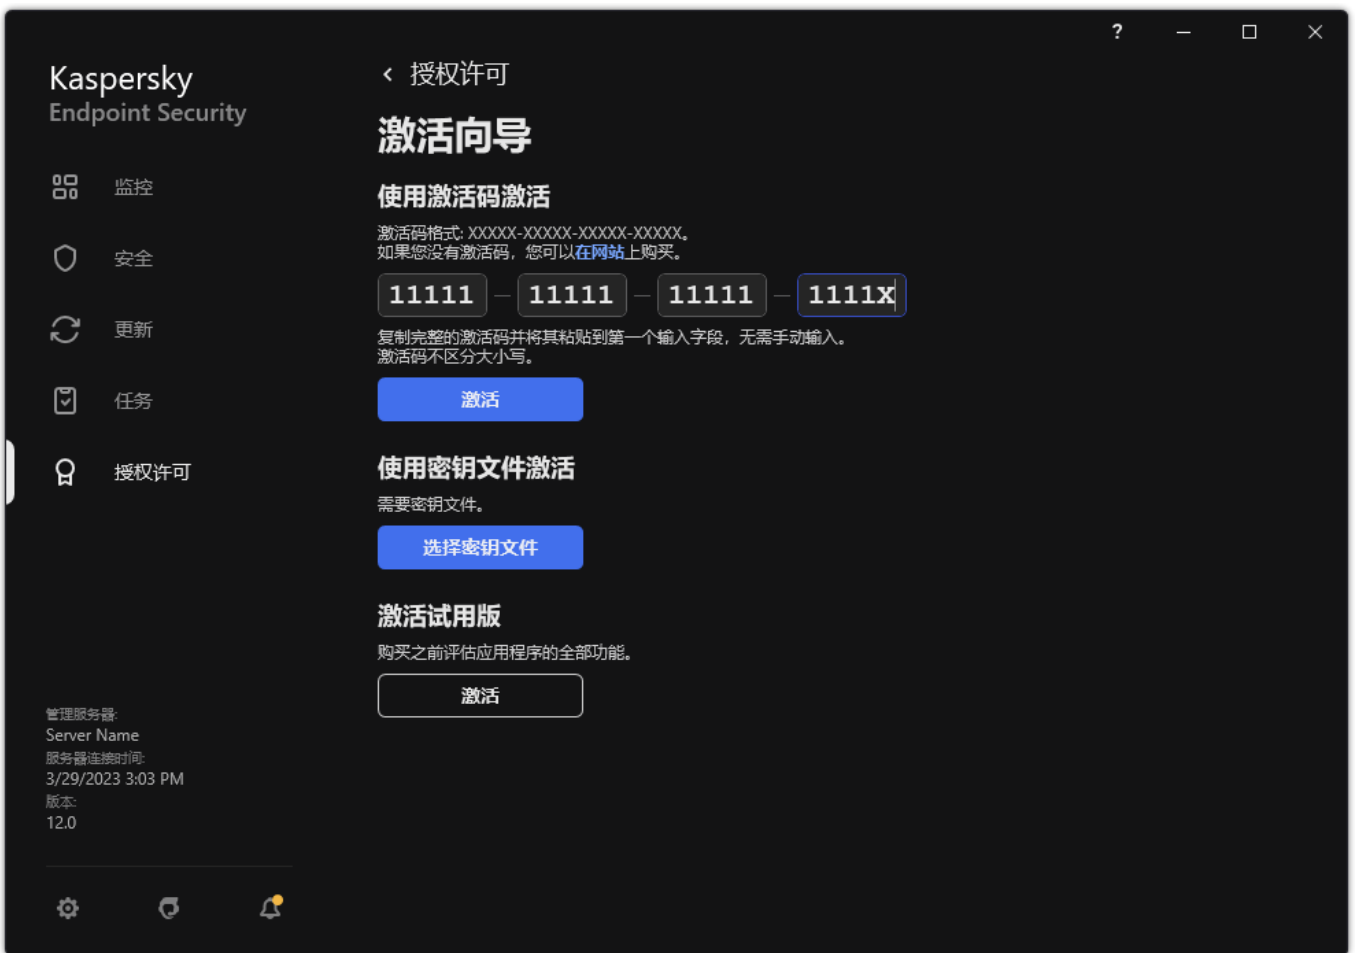 ?
Kaspersky
Endpoint Security
监控
安全
更新
任务
授权许可
管理服务器:
Server Name
服务器连接时间:
3/29/2023 3:03 PM
版本:
12.0
授权许可
激活向导
使用激活码激活
激活码格式: XXXXX-XXXXX-XXXXX-XXXXX。
如果您没有激活码，您可以在网站上购买。
11111 — 11111 — 11111 — 1111x
复制完整的激活码并将其粘贴到第一个输入字段，无需手动输入。
激活码不区分大小写。
激活
使用密钥文件激活
需要密钥文件。
选择密钥文件
激活试用版
购买之前评估应用程序的全部功能。
激活